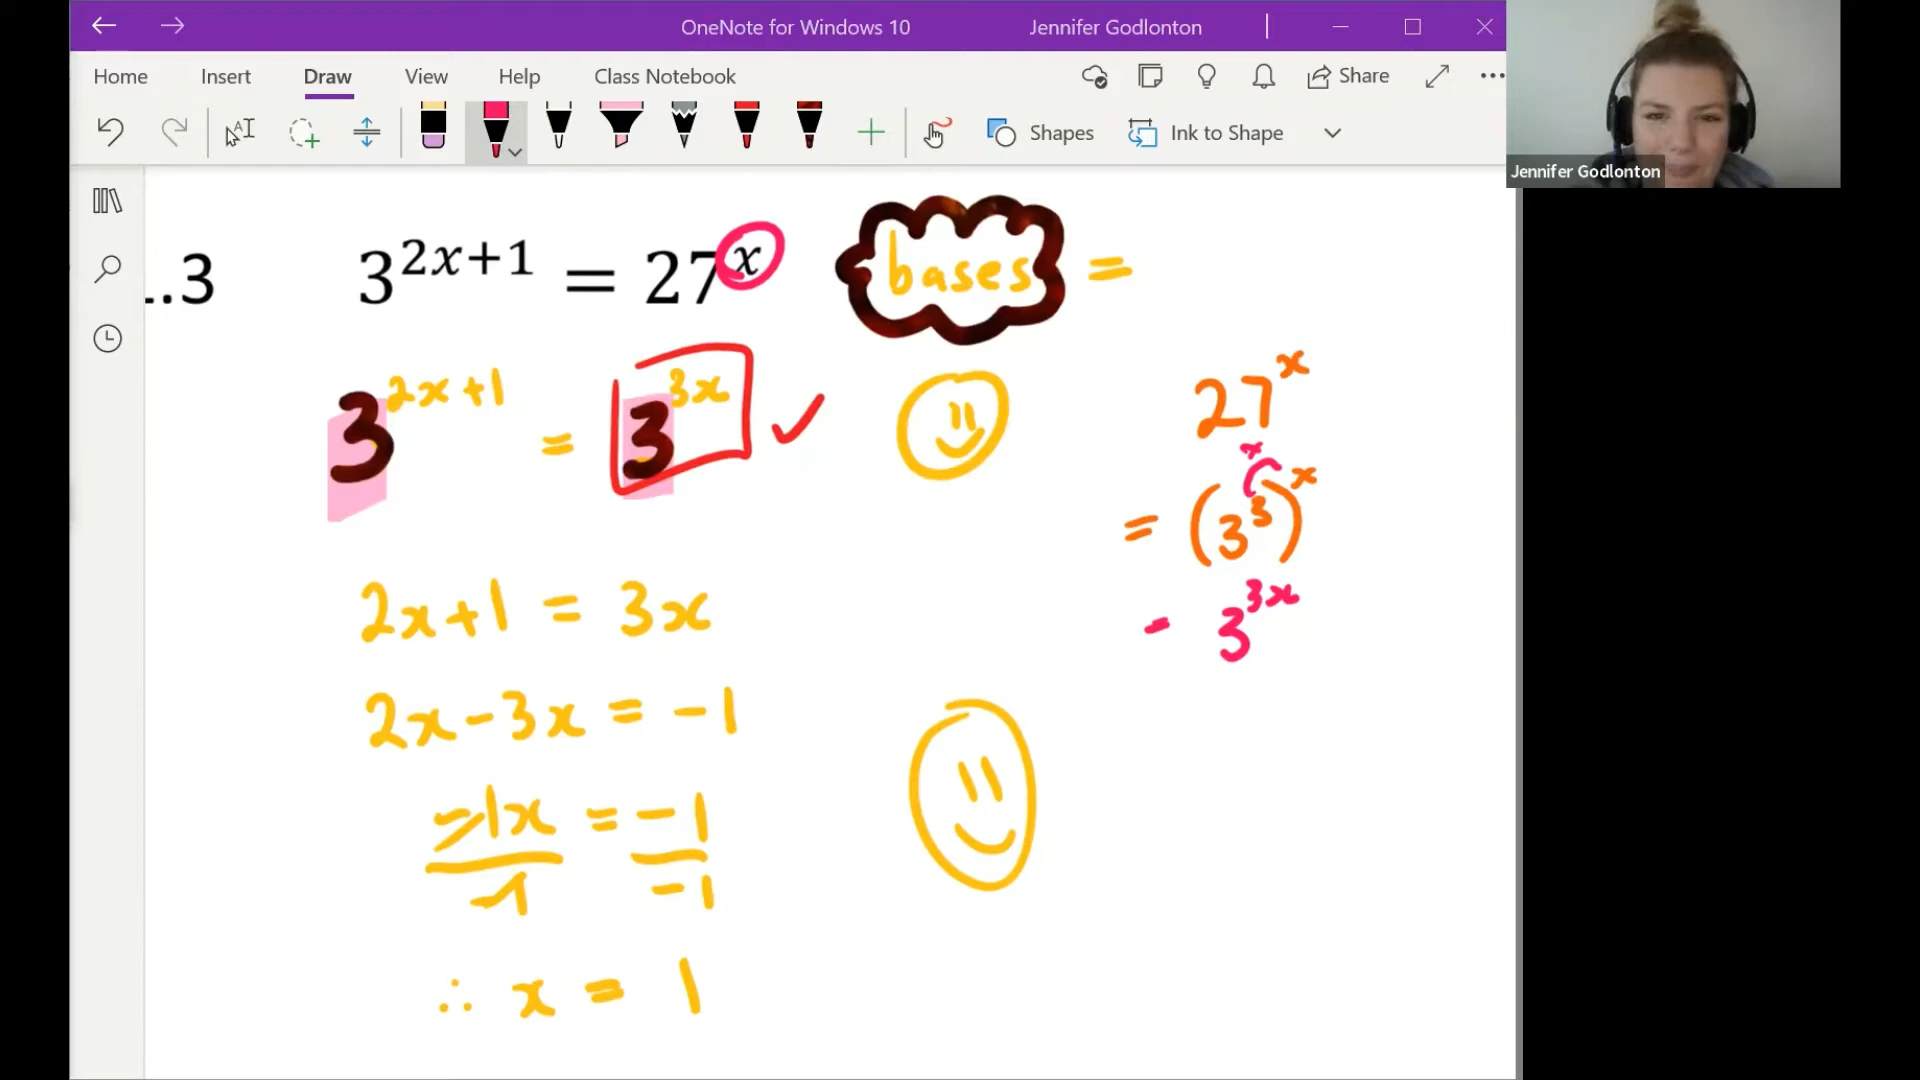 OneNote for Windows 10
Jennifer Godlonton
Home Insert Draw View Help Class Notebook Share
Shapes Ink to Shape
Jennifer Godlonton
..3 3^{2x+1} = 27^x bases =
3^{2x+1} = 3^{3x} ✓
27^x
= (3^3)^x
x
- 3^{3x}
2x+1 = 3x
2x-3x = -1
-1x/-1 = -1/-1
∴ x = 1